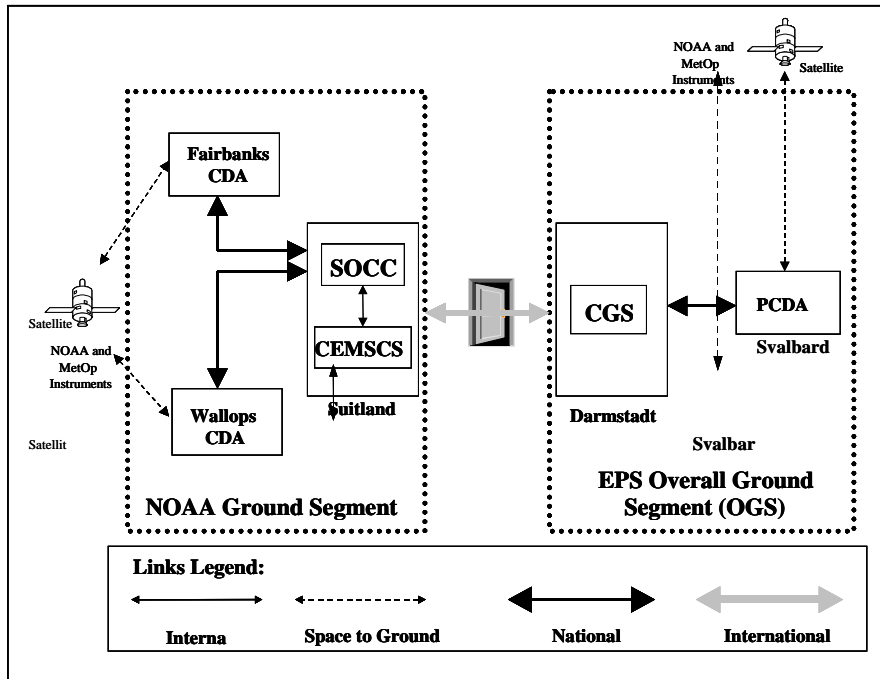 NOAA and
MetOp
Instruments
Satellite
Fairbanks
CDA
SOCC
CEMSCS
Suitland
Satellite
NOAA and
MetOp
Instruments
Wallops
CDA
Satellit
NOAA Ground Segment
CGS
Darmstadt
PCDA
Svalbard
Svalbar
EPS Overall Ground
Segment (OGS)
Links Legend:
Interna
Space to Ground
National
International